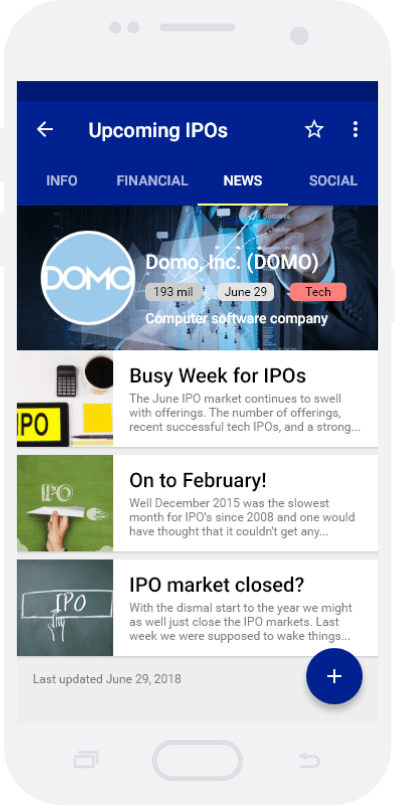 Upcoming IPOs
INFO FINANCIAL NEWS SOCIAL
Success
DOMO
Domo, Inc. (DOMO)
193 mil June 29 Tech
Computer software company
IPO
Busy Week for IPOs
The June IPO market continues to swell
with offerings. The number of offerings,
recent successful tech IPOs, and a strong...
IPO
On to February!
Well December 2015 was the slowest
month for IPO's since 2008 and one would
have thought that it couldn't get any...
IPO
IPO market closed?
With the dismal start to the year we might
as well just close the IPO markets. Last
week we were supposed to wake things...
Last updated June 29, 2018
+